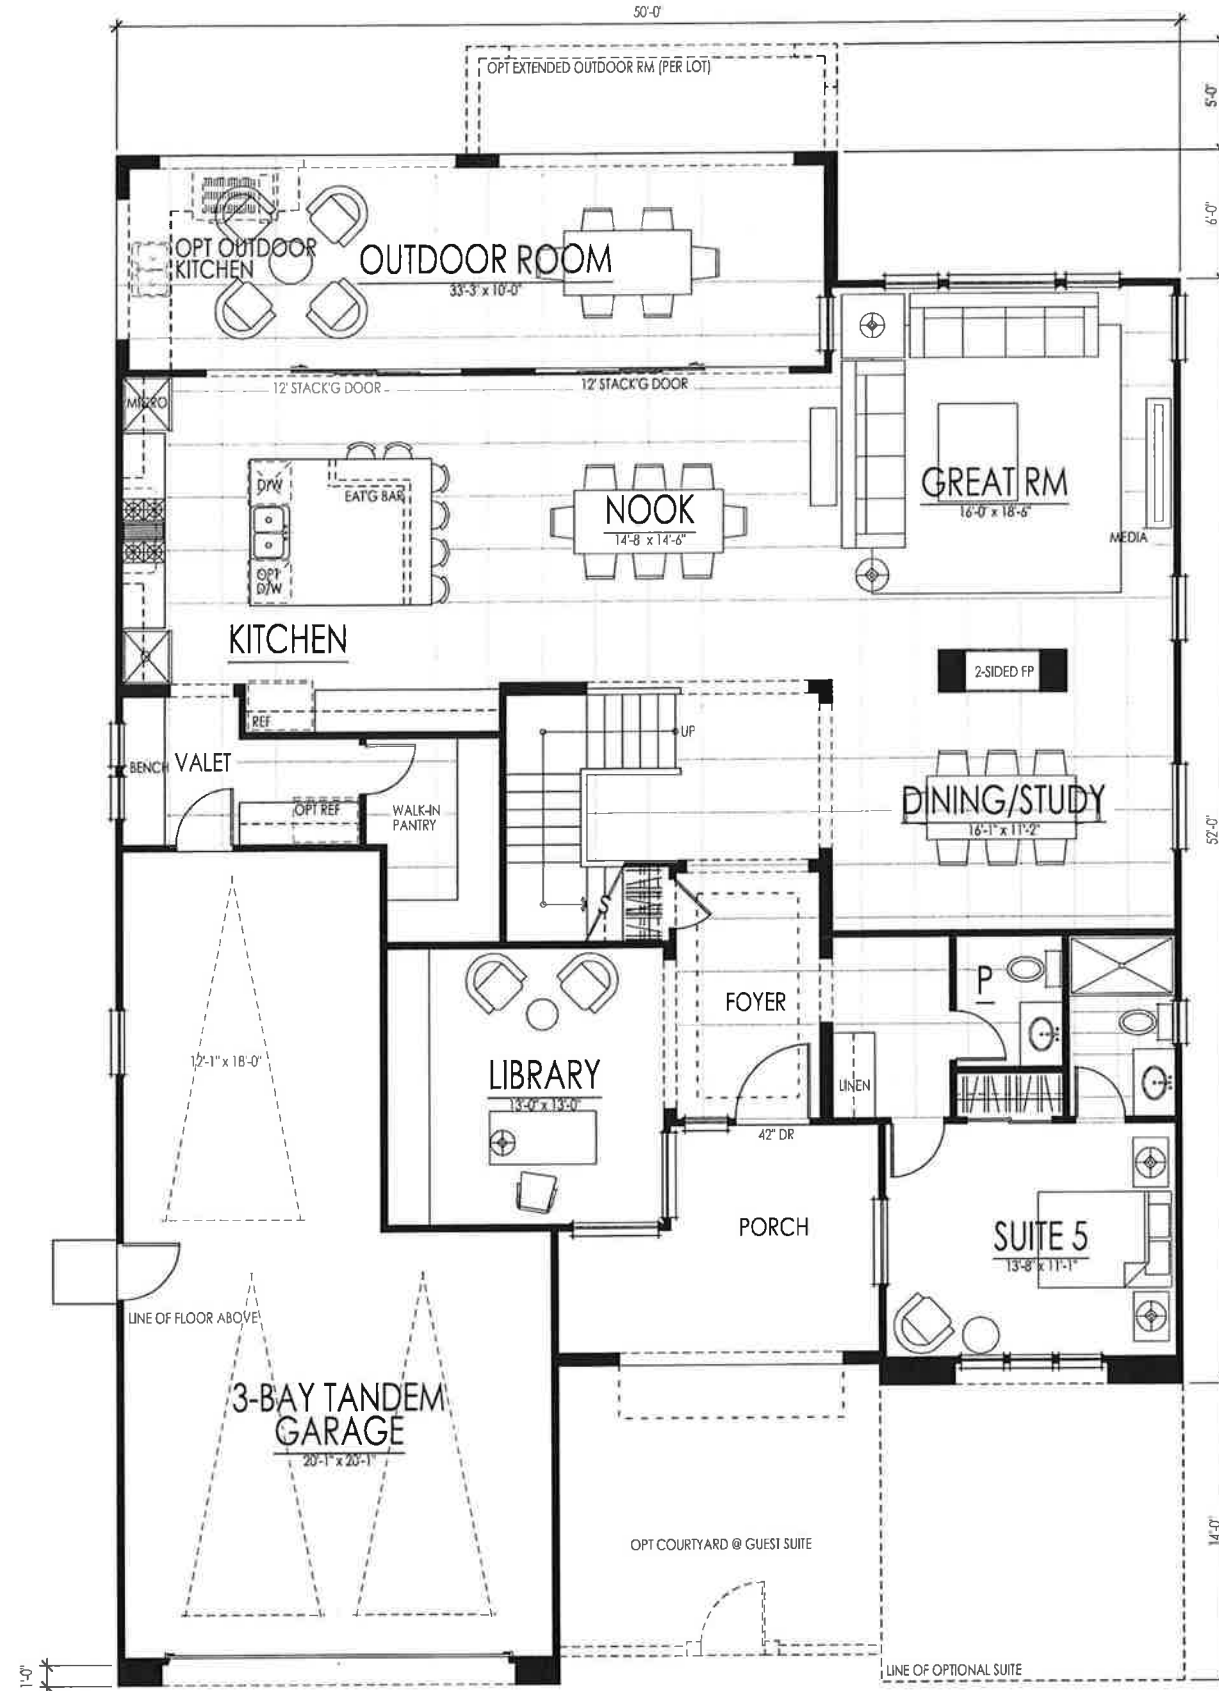 50'-0"
OPT EXTENDED OUTDOOR RM (PER LOT)
5'-0"
6'-0"
OPT OUTDOOR
KITCHEN
OUTDOOR ROOM
33'-3" x 10'-0"
12' STACK'G DOOR
12' STACK'G DOOR
MICRO
D/W
EAT'G BAR
OPT
D/W
NOOK
14'-8 x 14'-6"
GREAT RM
16'-0" x 18'-6"
MEDIA
KITCHEN
2-SIDED FP
REF
UP
BENCH
VALET
OPT REF
WALK-IN
PANTRY
DINING/STUDY
16'-1" x 11'-2"
52'-0"
S
P
FOYER
12'-1" x 18'-0"
LIBRARY
13'-0" x 13'-0"
LINEN
42" DR
PORCH
SUITE 5
13'-8" x 11'-1"
LINE OF FLOOR ABOVE
3-BAY TANDEM
GARAGE
20'-1" x 20'-1"
14'-0"
OPT COURTYARD @ GUEST SUITE
LINE OF OPTIONAL SUITE
1'-0"